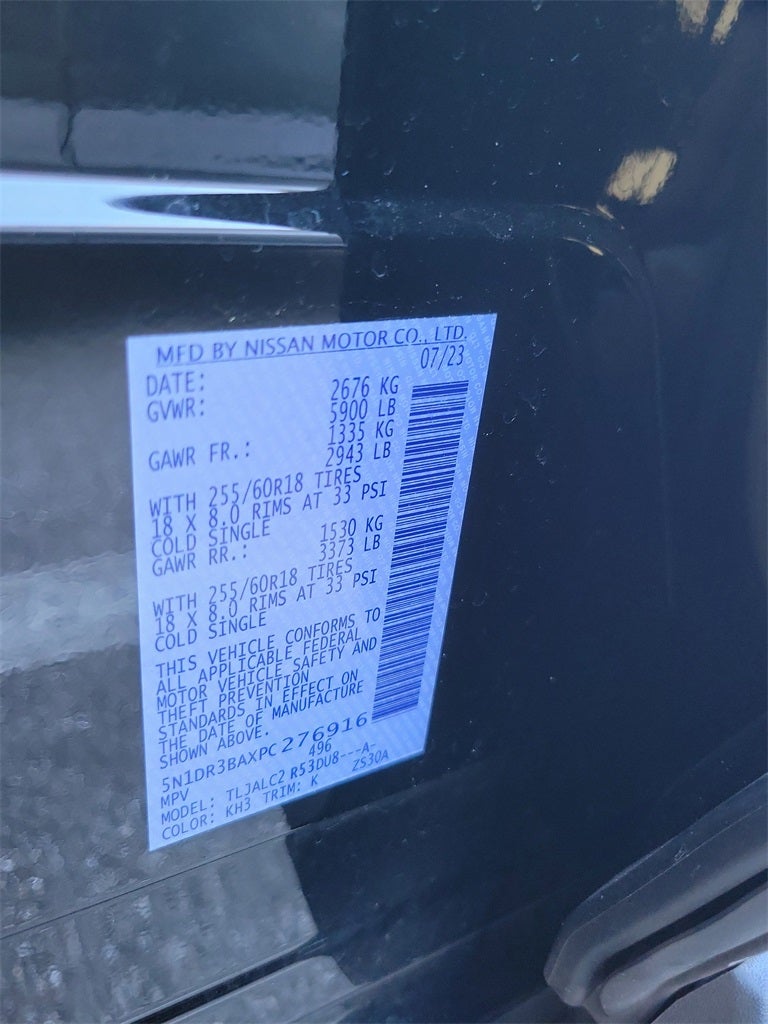 MFD BY NISSAN MOTOR CO., LTD.
DATE: 07/23
GVWR: 2676 KG
5900 LB
GAWR FR.: 1335 KG
2943 LB
WITH 255/60R18 TIRES
18 X 8.0 RIMS AT 33 PSI
COLD SINGLE
GAWR RR.: 1530 KG
3373 LB
WITH 255/60R18 TIRES
18 X 8.0 RIMS AT 33 PSI
COLD SINGLE
THIS VEHICLE CONFORMS TO
ALL APPLICABLE FEDERAL
MOTOR VEHICLE SAFETY AND
THEFT PREVENTION
STANDARDS IN EFFECT ON
THE DATE OF MANUFACTURE
SHOWN ABOVE.
5N1DR3BAXPC276916
MPV 496
MODEL: TLJALC2 R53DU8---A-
COLOR: KH3 TRIM: K ZS30A